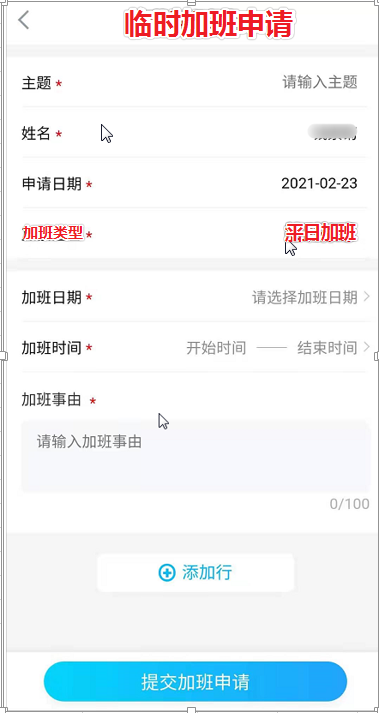 临时加班申请
主题 * 请输入主题
姓名 *
申请日期 * 2021-02-23
加班类型 * 平日加班
加班日期 * 请选择加班日期
加班时间 * 开始时间 结束时间
加班事由 *
请输入加班事由
0/100
添加行
提交加班申请